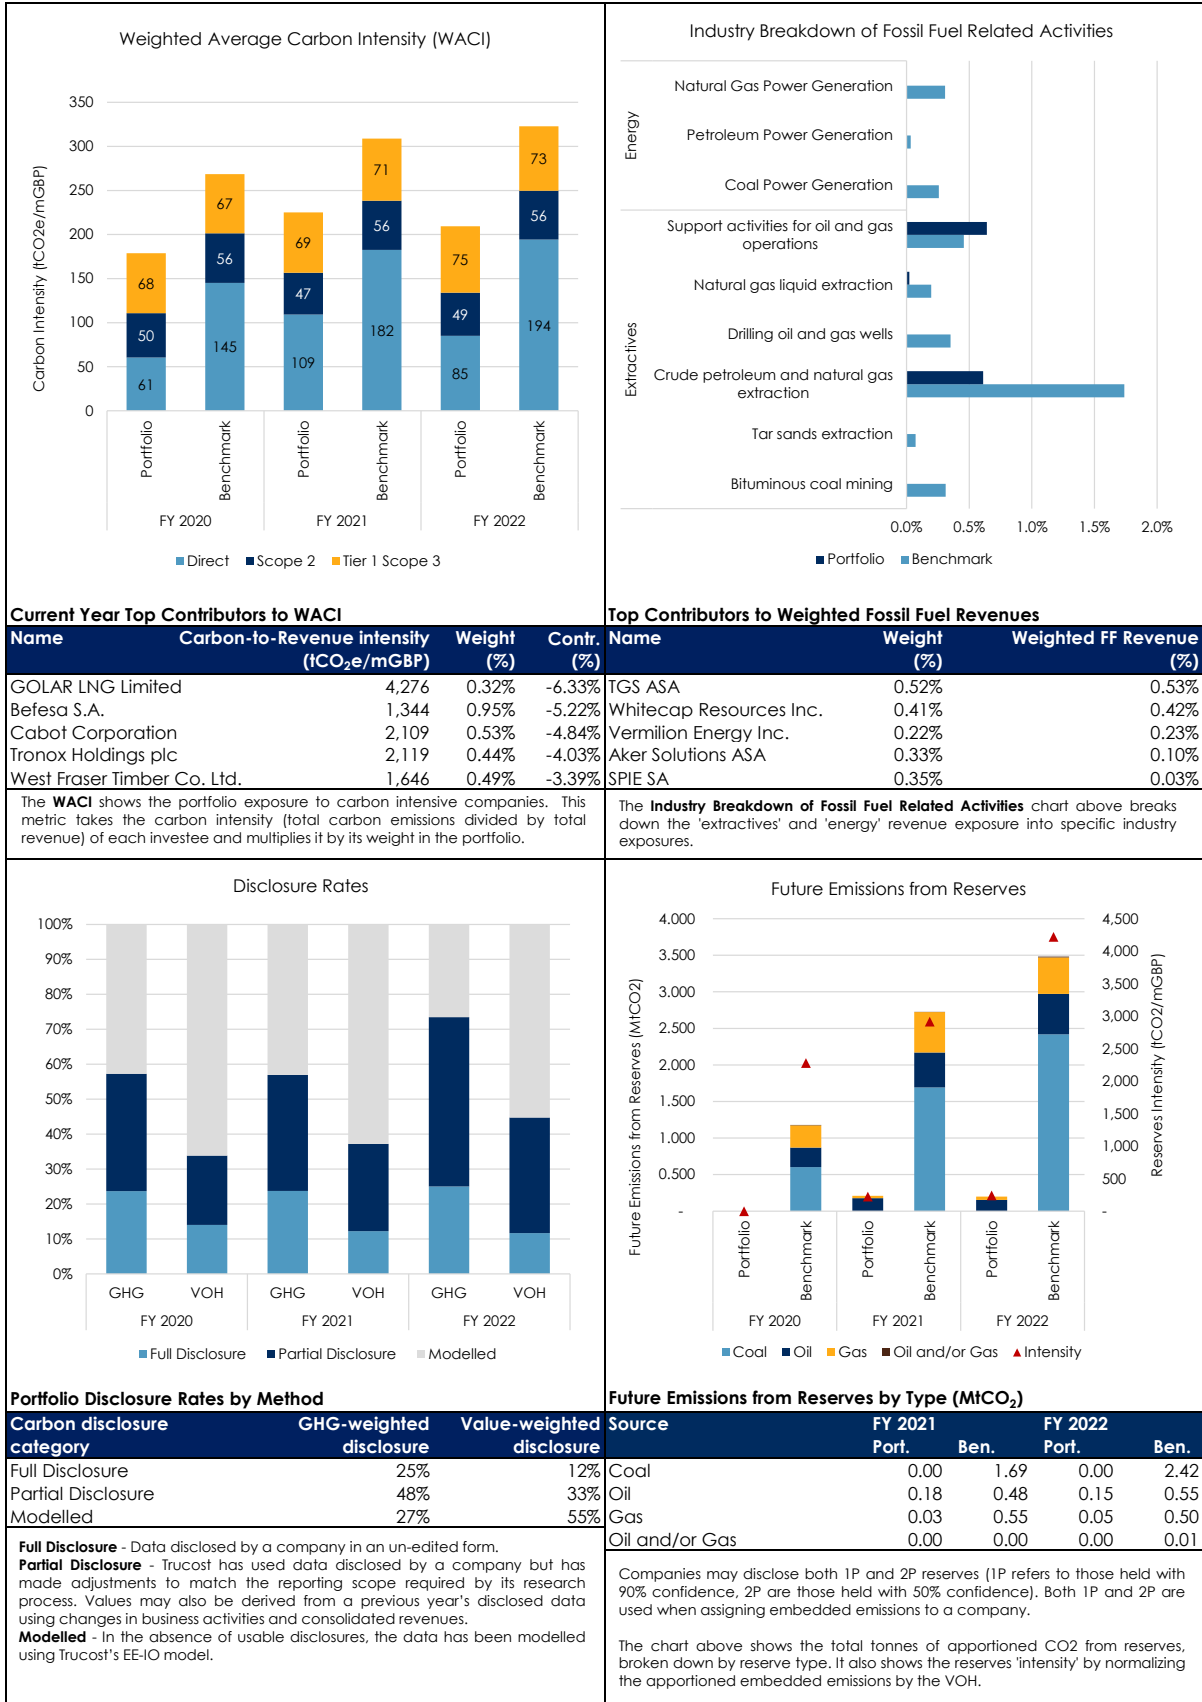 Weighted Average Carbon Intensity (WACI)
Carbon Intensity (tCO2e/mGBP)
350
300
250
200
150
100
50
0
68
50
61
67
56
145
69
47
109
71
56
182
75
49
85
73
56
194
Portfolio
Benchmark
Portfolio
Benchmark
Portfolio
Benchmark
FY 2020
FY 2021
FY 2022
Direct
Scope 2
Tier 1 Scope 3
Industry Breakdown of Fossil Fuel Related Activities
Energy
Natural Gas Power Generation
Petroleum Power Generation
Coal Power Generation
Extractives
Support activities for oil and gas
operations
Natural gas liquid extraction
Drilling oil and gas wells
Crude petroleum and natural gas
extraction
Tar sands extraction
Bituminous coal mining
0.0% 0.5% 1.0% 1.5% 2.0%
Portfolio
Benchmark
Current Year Top Contributors to WACI
Name Carbon-to-Revenue intensity Weight Contr.
(tCO2e/mGBP) (%) (%)
GOLAR LNG Limited 4,276 0.32% -6.33%
Befesa S.A. 1,344 0.95% -5.22%
Cabot Corporation 2,109 0.53% -4.84%
Tronox Holdings plc 2,119 0.44% -4.03%
West Fraser Timber Co. Ltd. 1,646 0.49% -3.39%
The WACI shows the portfolio exposure to carbon intensive companies. This
metric takes the carbon intensity (total carbon emissions divided by total
revenue) of each investee and multiplies it by its weight in the portfolio.
Top Contributors to Weighted Fossil Fuel Revenues
Name Weight Weighted FF Revenue
(%) (%)
TGS ASA 0.52% 0.53%
Whitecap Resources Inc. 0.41% 0.42%
Vermilion Energy Inc. 0.22% 0.23%
Aker Solutions ASA 0.33% 0.10%
SPIE SA 0.35% 0.03%
The Industry Breakdown of Fossil Fuel Related Activities chart above breaks
down the 'extractives' and 'energy' revenue exposure into specific industry
exposures.
Disclosure Rates
100%
90%
80%
70%
60%
50%
40%
30%
20%
10%
0%
GHG VOH GHG VOH GHG VOH
FY 2020 FY 2021 FY 2022
Full Disclosure
Partial Disclosure
Modelled
Future Emissions from Reserves
Future Emissions from Reserves (MtCO2)
4.000
3.500
3.000
2.500
2.000
1.500
1.000
0.500
-
4,500
4,000
3,500
3,000
2,500
2,000
1,500
1,000
500
-
Reserves Intensity (tCO2/mGBP)
Portfolio
Benchmark
Portfolio
Benchmark
Portfolio
Benchmark
FY 2020
FY 2021
FY 2022
Coal
Oil
Gas
Oil and/or Gas
Intensity
Portfolio Disclosure Rates by Method
Carbon disclosure GHG-weighted Value-weighted
category disclosure disclosure
Full Disclosure 25% 12%
Partial Disclosure 48% 33%
Modelled 27% 55%
Full Disclosure - Data disclosed by a company in an un-edited form.
Partial Disclosure - Trucost has used data disclosed by a company but has
made adjustments to match the reporting scope required by its research
process. Values may also be derived from a previous year's disclosed data
using changes in business activities and consolidated revenues.
Modelled - In the absence of usable disclosures, the data has been modelled
using Trucost's EE-IO model.
Future Emissions from Reserves by Type (MtCO2)
Source FY 2021 FY 2022
Port. Ben. Port. Ben.
Coal 0.00 1.69 0.00 2.42
Oil 0.18 0.48 0.15 0.55
Gas 0.03 0.55 0.05 0.50
Oil and/or Gas 0.00 0.00 0.00 0.01
Companies may disclose both 1P and 2P reserves (1P refers to those held with
90% confidence, 2P are those held with 50% confidence). Both 1P and 2P are
used when assigning embedded emissions to a company.
The chart above shows the total tonnes of apportioned CO2 from reserves,
broken down by reserve type. It also shows the reserves 'intensity' by normalizing
the apportioned embedded emissions by the VOH.